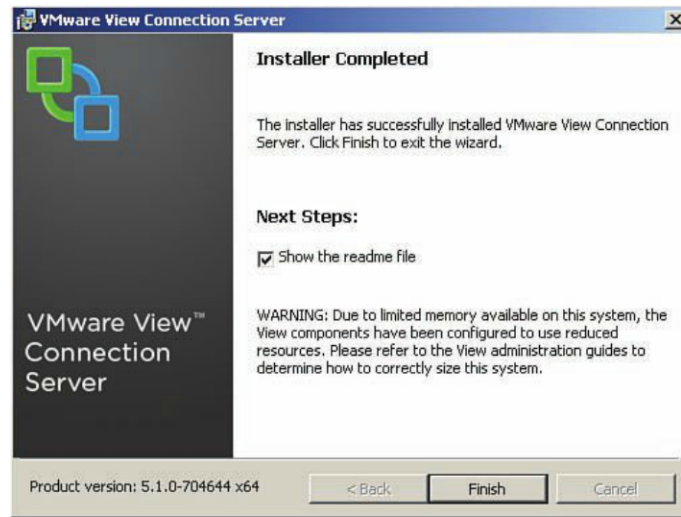 VMware View Connection Server
Installer Completed
The installer has successfully installed VMware View Connection
Server. Click Finish to exit the wizard.
Next Steps:
Show the readme file
WARNING: Due to limited memory available on this system, the
View components have been configured to use reduced
resources. Please refer to the View administration guides to
determine how to correctly size this system.
VMware View™
Connection
Server
Product version: 5.1.0-704644 x64
< Back
Finish
Cancel